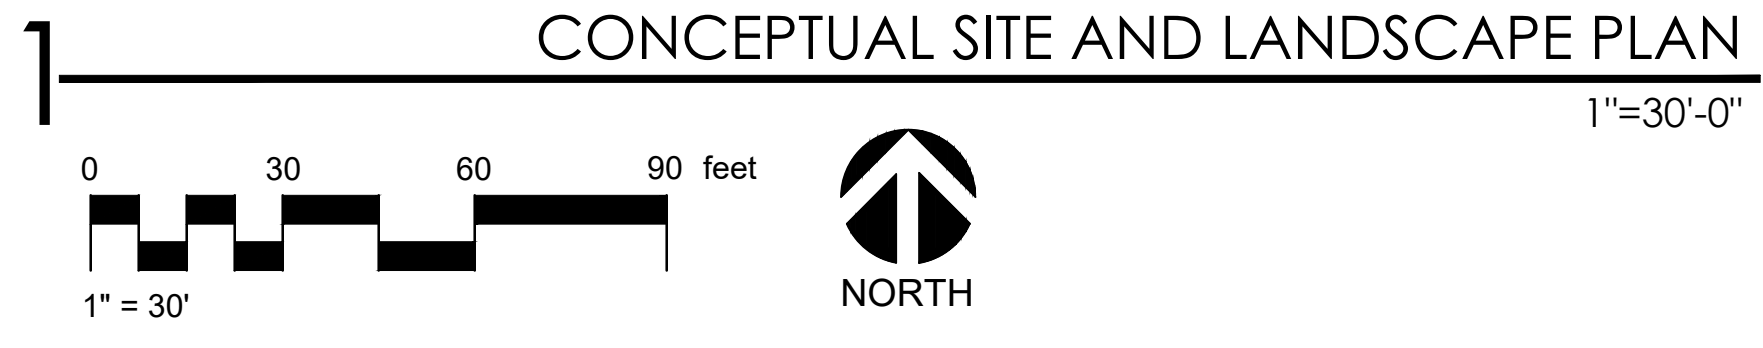 1
CONCEPTUAL SITE AND LANDSCAPE PLAN
1"=30'-0"
0 30 60 90 feet
1" = 30'
NORTH